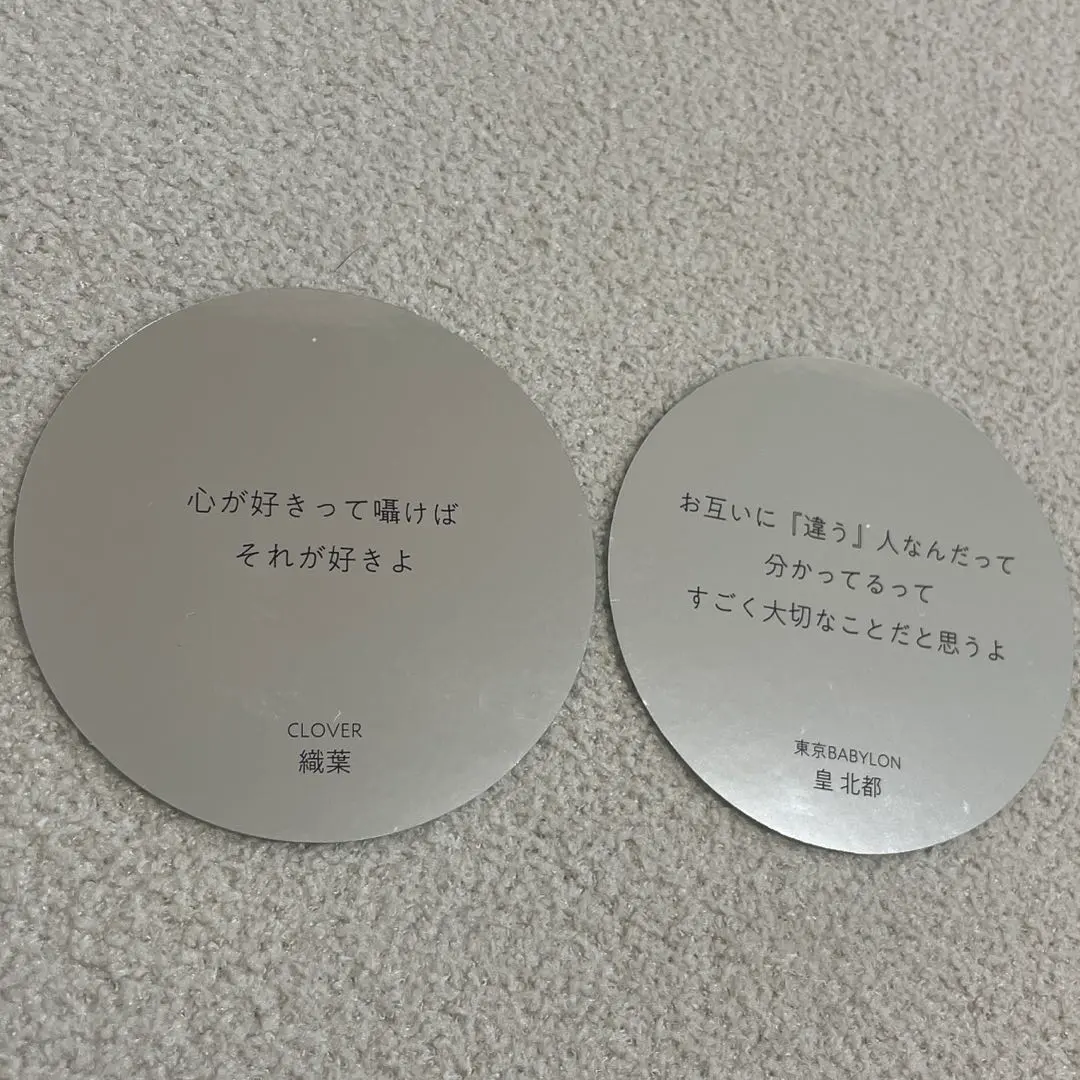 心が好きって囁けば
それが好きよ
CLOVER
織葉
お互いに『違う』人なんだって
分かってるって
すごく大切なことだと思うよ
東京BABYLON
皇 北都